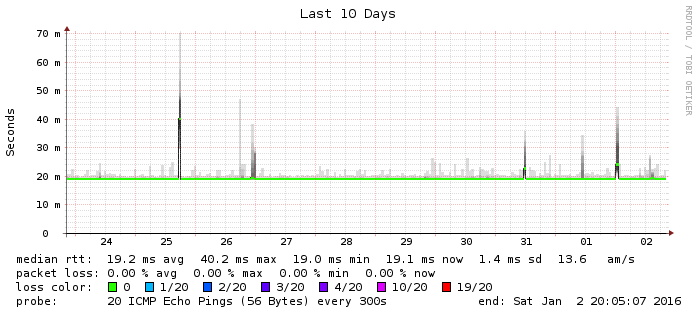 Last 10 Days
RRDTOOL / TOBI OETIKER
Seconds
70 m
60 m
50 m
40 m
30 m
20 m
10 m
0
24 25 26 27 28 29 30 31 01 02
median rtt: 19.2 ms avg 40.2 ms max 19.0 ms min 19.1 ms now 1.4 ms sd 13.6 am/s
packet loss: 0.00 % avg 0.00 % max 0.00 % min 0.00 % now
loss color: 0 1/20 2/20 3/20 4/20 10/20 19/20
probe: 20 ICMP Echo Pings (56 Bytes) every 300s end: Sat Jan 2 20:05:07 2016